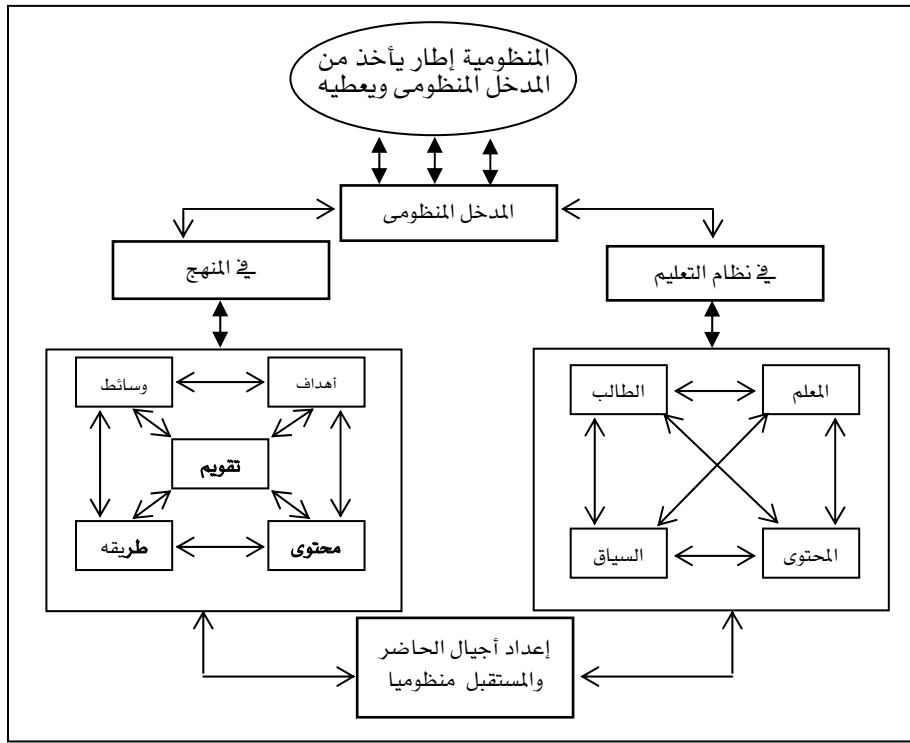 المنظومية إطار يأخذ من
المدخل المنظومى ويعطيه
المدخل المنظومى
في نظام التعليم
في المنهج
المعلم
الطالب
المحتوى
السياق
أهداف
وسائط
تقويم
محتوى
طريقه
إعداد أجيال الحاضر
والمستقبل منظوميا